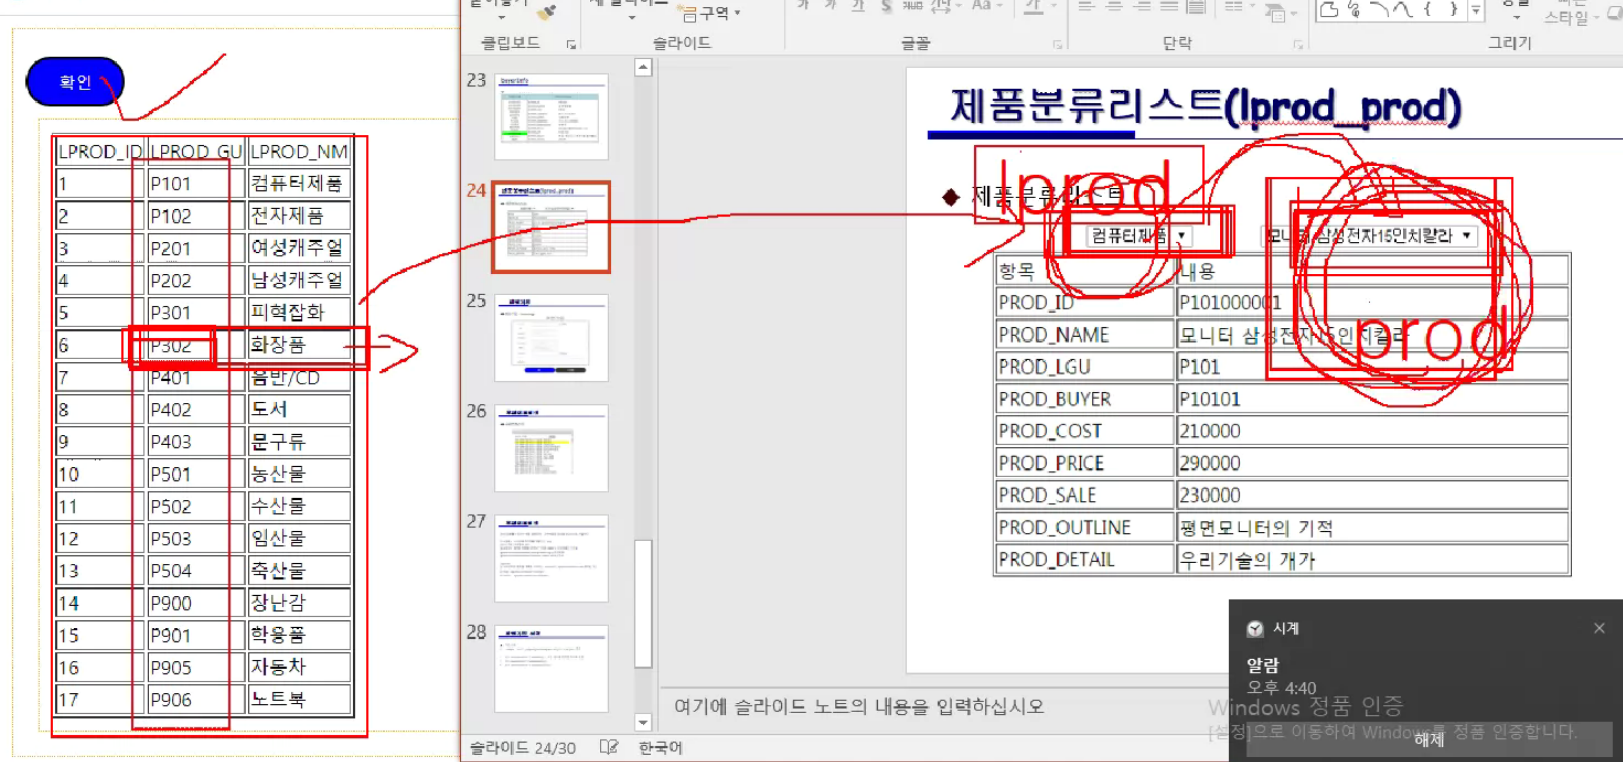 확인
LPROD_ID LPROD_GU LPROD_NM
1 P101 컴퓨터제품
2 P102 전자제품
3 P201 여성캐주얼
4 P202 남성캐주얼
5 P301 피혁잡화
6 P302 화장품
7 P401 음반/CD
8 P402 도서
9 P403 문구류
10 P501 농산물
11 P502 수산물
12 P503 임산물
13 P504 축산물
14 P900 장난감
15 P901 학용품
16 P905 자동차
17 P906 노트북
구역
가 가 가 S Aa 가
스타일
클립보드 슬라이드 글꼴 단락 그리기
23
24
25
26
27
28
제품분류리스트(lprod_prod)
lprod
제품분류리스트
컴퓨터제품 모니터 삼성전자15인치칼라
항목 내용
PROD_ID P101000001
PROD_NAME 모니터 삼성전자15인치칼라
prod
PROD_LGU P101
PROD_BUYER P10101
PROD_COST 210000
PROD_PRICE 290000
PROD_SALE 230000
PROD_OUTLINE 평면모니터의 기적
PROD_DETAIL 우리기술의 개가
여기에 슬라이드 노트의 내용을 입력하십시오
슬라이드 24/30 한국어
시계
알람
오후 4:40
Windows 정품 인증
[설정]으로 이동하여 Windows를 정품 인증합니다.
해제